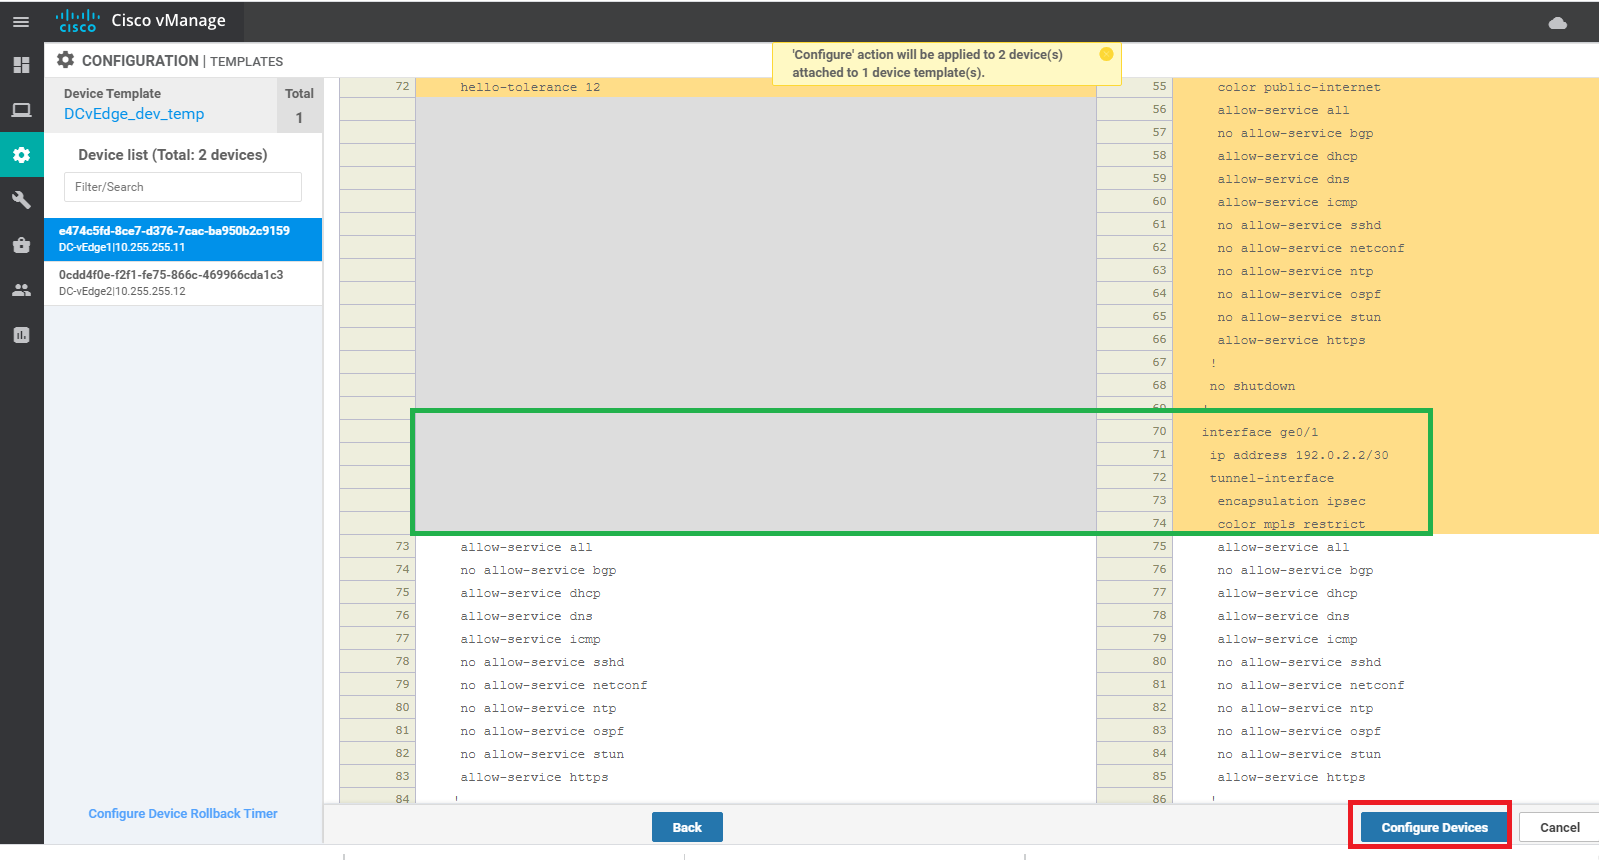 cisco Cisco vManage
CONFIGURATION | TEMPLATES
'Configure' action will be applied to 2 device(s)
attached to 1 device template(s).
Device Template
DCvEdge_dev_temp
Total
1
Device list (Total: 2 devices)
Filter/Search
e474c5fd-8ce7-d376-7cac-ba950b2c9159
DC-vEdge1|10.255.255.11
0cdd4f0e-f2f1-fe75-866c-469966cda1c3
DC-vEdge2|10.255.255.12
Configure Device Rollback Timer
72 hello-tolerance 12
73 allow-service all
74 no allow-service bgp
75 allow-service dhcp
76 allow-service dns
77 allow-service icmp
78 no allow-service sshd
79 no allow-service netconf
80 no allow-service ntp
81 no allow-service ospf
82 no allow-service stun
83 allow-service https
84 !
55 color public-internet
56 allow-service all
57 no allow-service bgp
58 allow-service dhcp
59 allow-service dns
60 allow-service icmp
61 no allow-service sshd
62 no allow-service netconf
63 no allow-service ntp
64 no allow-service ospf
65 no allow-service stun
66 allow-service https
67 !
68 no shutdown
69 !
70 interface ge0/1
71 ip address 192.0.2.2/30
72 tunnel-interface
73 encapsulation ipsec
74 color mpls restrict
75 allow-service all
76 no allow-service bgp
77 allow-service dhcp
78 allow-service dns
79 allow-service icmp
80 no allow-service sshd
81 no allow-service netconf
82 no allow-service ntp
83 no allow-service ospf
84 no allow-service stun
85 allow-service https
86 !
Back
Configure Devices
Cancel